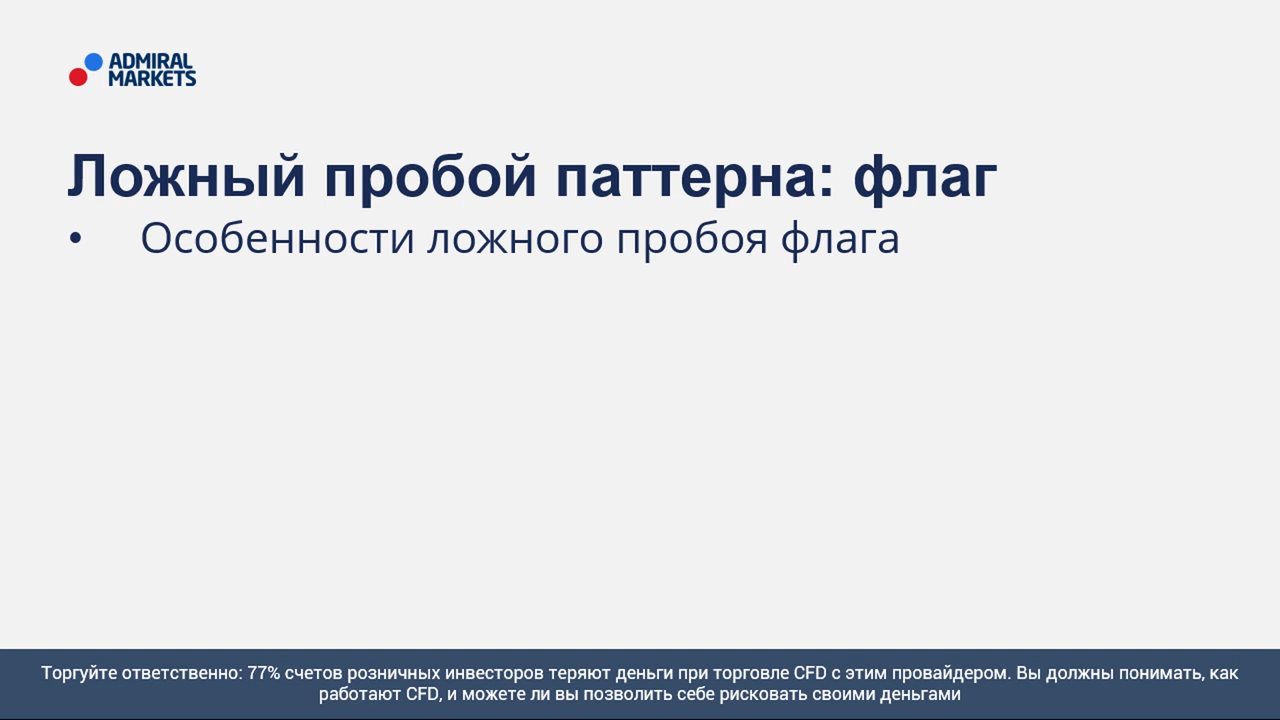 ADMIRAL
MARKETS
Ложный пробой паттерна: флаг
• Особенности ложного пробоя флага
Торгуйте ответственно: 77% счетов розничных инвесторов теряют деньги при торговле CFD с этим провайдером. Вы должны понимать, как
работают CFD, и можете ли вы позволить себе рисковать своими деньгами